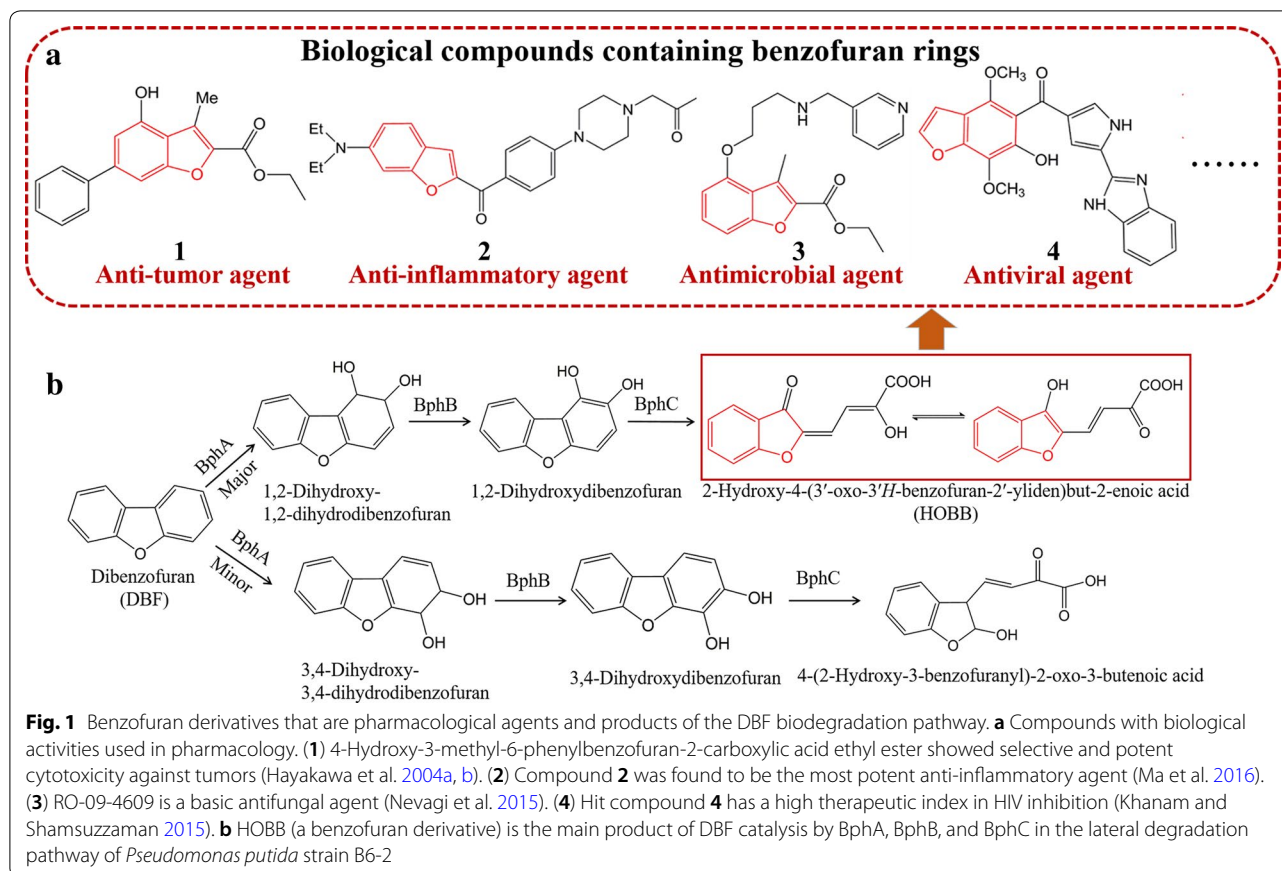 a
Biological compounds containing benzofuran rings
OH
Me
O
O
O
1
Anti-tumor agent
Et
N
Et
O
O
N
N
O
2
Anti-inflammatory agent
N
H
N
O
O
O
O
3
Antimicrobial agent
OCH3
O
O
OH
OCH3
NH
N
NH
4
Antiviral agent
......
b
Dibenzofuran
(DBF)
O
BphA
Major
HO
OH
O
1,2-Dihydroxy-
1,2-dihydrodibenzofuran
BphB
HO
OH
O
1,2-Dihydroxydibenzofuran
BphC
O
COOH
OH
O
OH
COOH
O
O
2-Hydroxy-4-(3′-oxo-3′H-benzofuran-2′-yliden)but-2-enoic acid
(HOBB)
BphA
Minor
O
OH
OH
3,4-Dihydroxy-
3,4-dihydrodibenzofuran
BphB
O
OH
OH
3,4-Dihydroxydibenzofuran
BphC
O
OH
O
O
OH
4-(2-Hydroxy-3-benzofuranyl)-2-oxo-3-butenoic acid
Fig. 1 Benzofuran derivatives that are pharmacological agents and products of the DBF biodegradation pathway. a Compounds with biological
activities used in pharmacology. (1) 4-Hydroxy-3-methyl-6-phenylbenzofuran-2-carboxylic acid ethyl ester showed selective and potent
cytotoxicity against tumors (Hayakawa et al. 2004a, b). (2) Compound 2 was found to be the most potent anti-inflammatory agent (Ma et al. 2016).
(3) RO-09-4609 is a basic antifungal agent (Nevagi et al. 2015). (4) Hit compound 4 has a high therapeutic index in HIV inhibition (Khanam and
Shamsuzzaman 2015). b HOBB (a benzofuran derivative) is the main product of DBF catalysis by BphA, BphB, and BphC in the lateral degradation
pathway of Pseudomonas putida strain B6-2